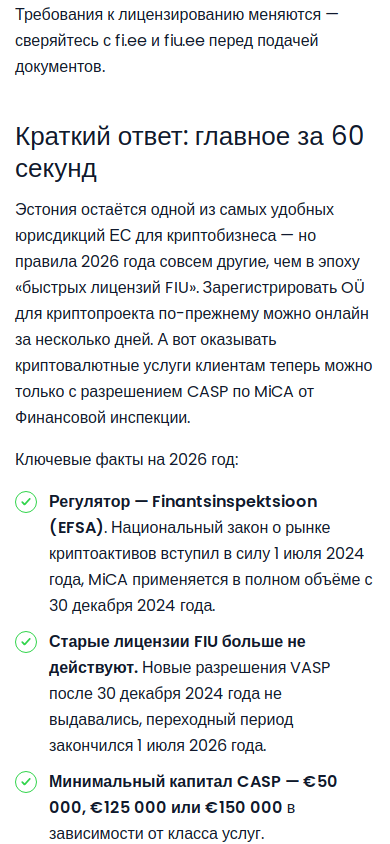 Требования к лицензированию меняются —
сверяйтесь с fi.ee и fiu.ee перед подачей
документов.
Краткий ответ: главное за 60
секунд
Эстония остаётся одной из самых удобных
юрисдикций ЕС для криптобизнеса — но
правила 2026 года совсем другие, чем в эпоху
«быстрых лицензий FIU». Зарегистрировать OÜ
для криптопроекта по-прежнему можно онлайн
за несколько дней. А вот оказывать
криптовалютные услуги клиентам теперь можно
только с разрешением CASP по MiCA от
Финансовой инспекции.
Ключевые факты на 2026 год:
Регулятор — Finantsinspektsioon
(EFSA). Национальный закон о рынке
криптоактивов вступил в силу 1 июля 2024
года, MiCA применяется в полном объёме с
30 декабря 2024 года.
Старые лицензии FIU больше не
действуют. Новые разрешения VASP
после 30 декабря 2024 года не
выдавались, переходный период
закончился 1 июля 2026 года.
Минимальный капитал CASP — €50
000, €125 000 или €150 000 в
зависимости от класса услуг.